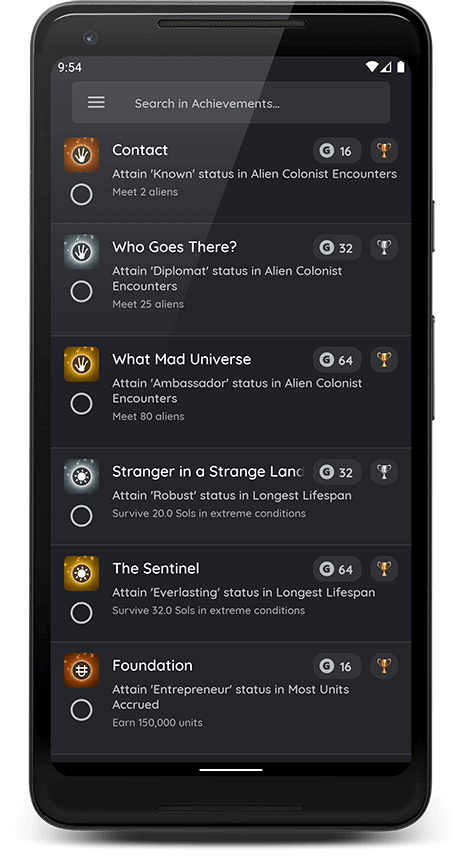 9:54
Search in Achievements...
Contact
G 16
Attain 'Known' status in Alien Colonist Encounters
Meet 2 aliens
Who Goes There?
G 32
Attain 'Diplomat' status in Alien Colonist
Encounters
Meet 25 aliens
What Mad Universe
G 64
Attain 'Ambassador' status in Alien Colonist
Encounters
Meet 80 aliens
Stranger in a Strange Land
G 32
Attain 'Robust' status in Longest Lifespan
Survive 20.0 Sols in extreme conditions
The Sentinel
G 64
Attain 'Everlasting' status in Longest Lifespan
Survive 32.0 Sols in extreme conditions
Foundation
G 16
Attain 'Entrepreneur' status in Most Units
Accrued
Earn 150,000 units